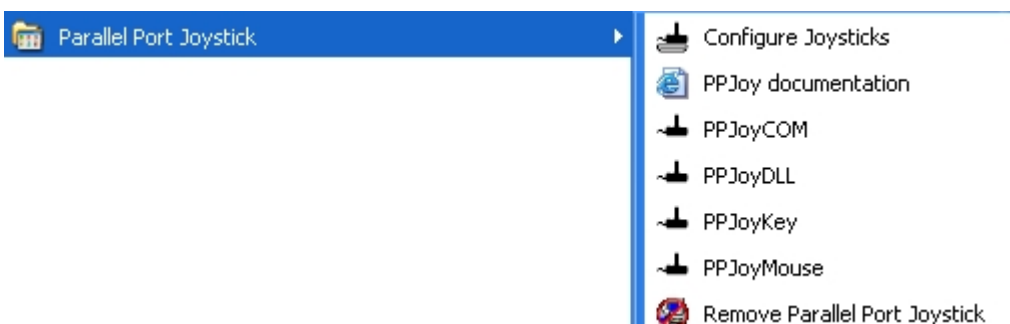 Parallel Port Joystick
Configure Joysticks
PPJoy documentation
PPJoyCOM
PPJoyDLL
PPJoyKey
PPJoyMouse
Remove Parallel Port Joystick